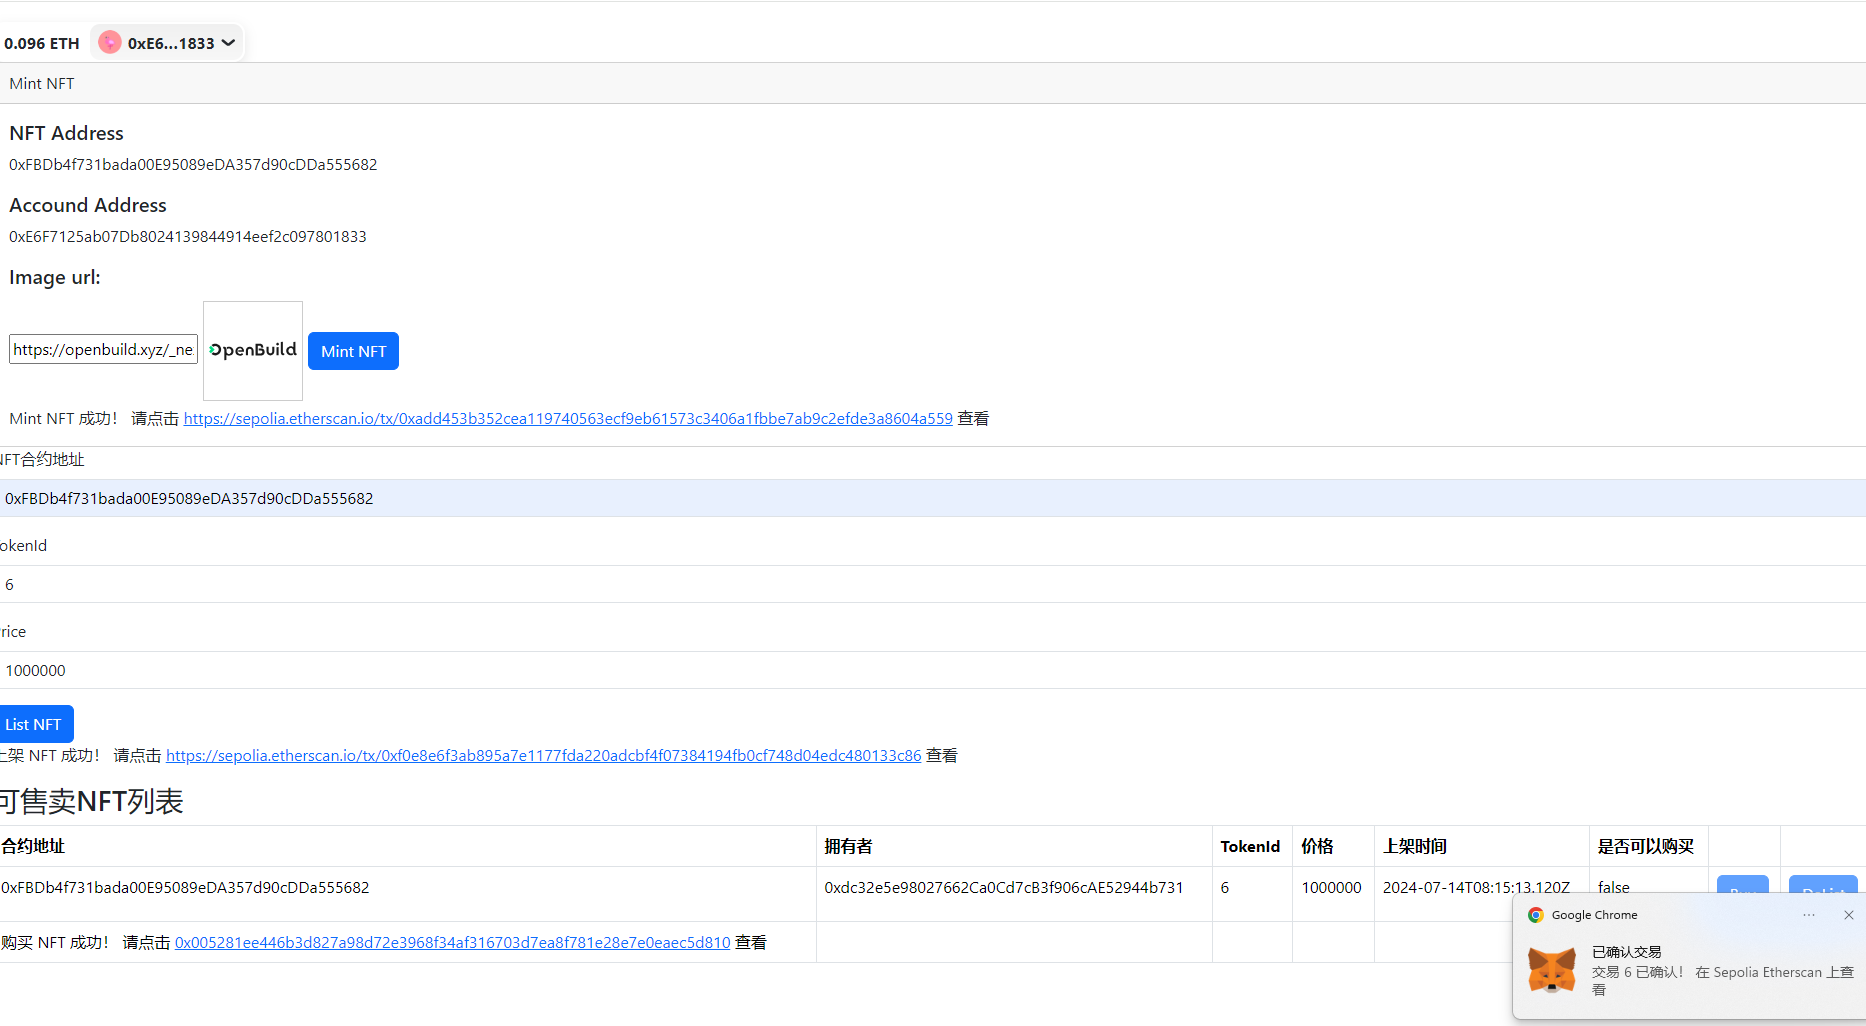 0.096 ETH 0xE6...1833
Mint NFT
NFT Address
0xFBDb4f731bada00E95089eDA357d90cDDa555682
Accound Address
0xE6F7125ab07Db8024139844914eef2c097801833
Image url:
https://openbuild.xyz/_ne OpenBuild Mint NFT
Mint NFT 成功！ 请点击 https://sepolia.etherscan.io/tx/0xadd453b352cea119740563ecf9eb61573c3406a1fbbe7ab9c2efde3a8604a559 查看
NFT合约地址
0xFBDb4f731bada00E95089eDA357d90cDDa555682
okenId
6
rice
1000000
List NFT
上架 NFT 成功！ 请点击 https://sepolia.etherscan.io/tx/0xf0e8e6f3ab895a7e1177fda220adcbf4f07384194fb0cf748d04edc480133c86 查看
可售卖NFT列表
合约地址 拥有者 TokenId 价格 上架时间 是否可以购买
0xFBDb4f731bada00E95089eDA357d90cDDa555682 0xdc32e5e98027662Ca0Cd7cB3f906cAE52944b731 6 1000000 2024-07-14T08:15:13.120Z false
购买 NFT 成功！ 请点击 0x005281ee446b3d827a98d72e3968f34af316703d7ea8f781e28e7e0eaec5d810 查看
Google Chrome
已确认交易
交易 6 已确认！ 在 Sepolia Etherscan 上查
看